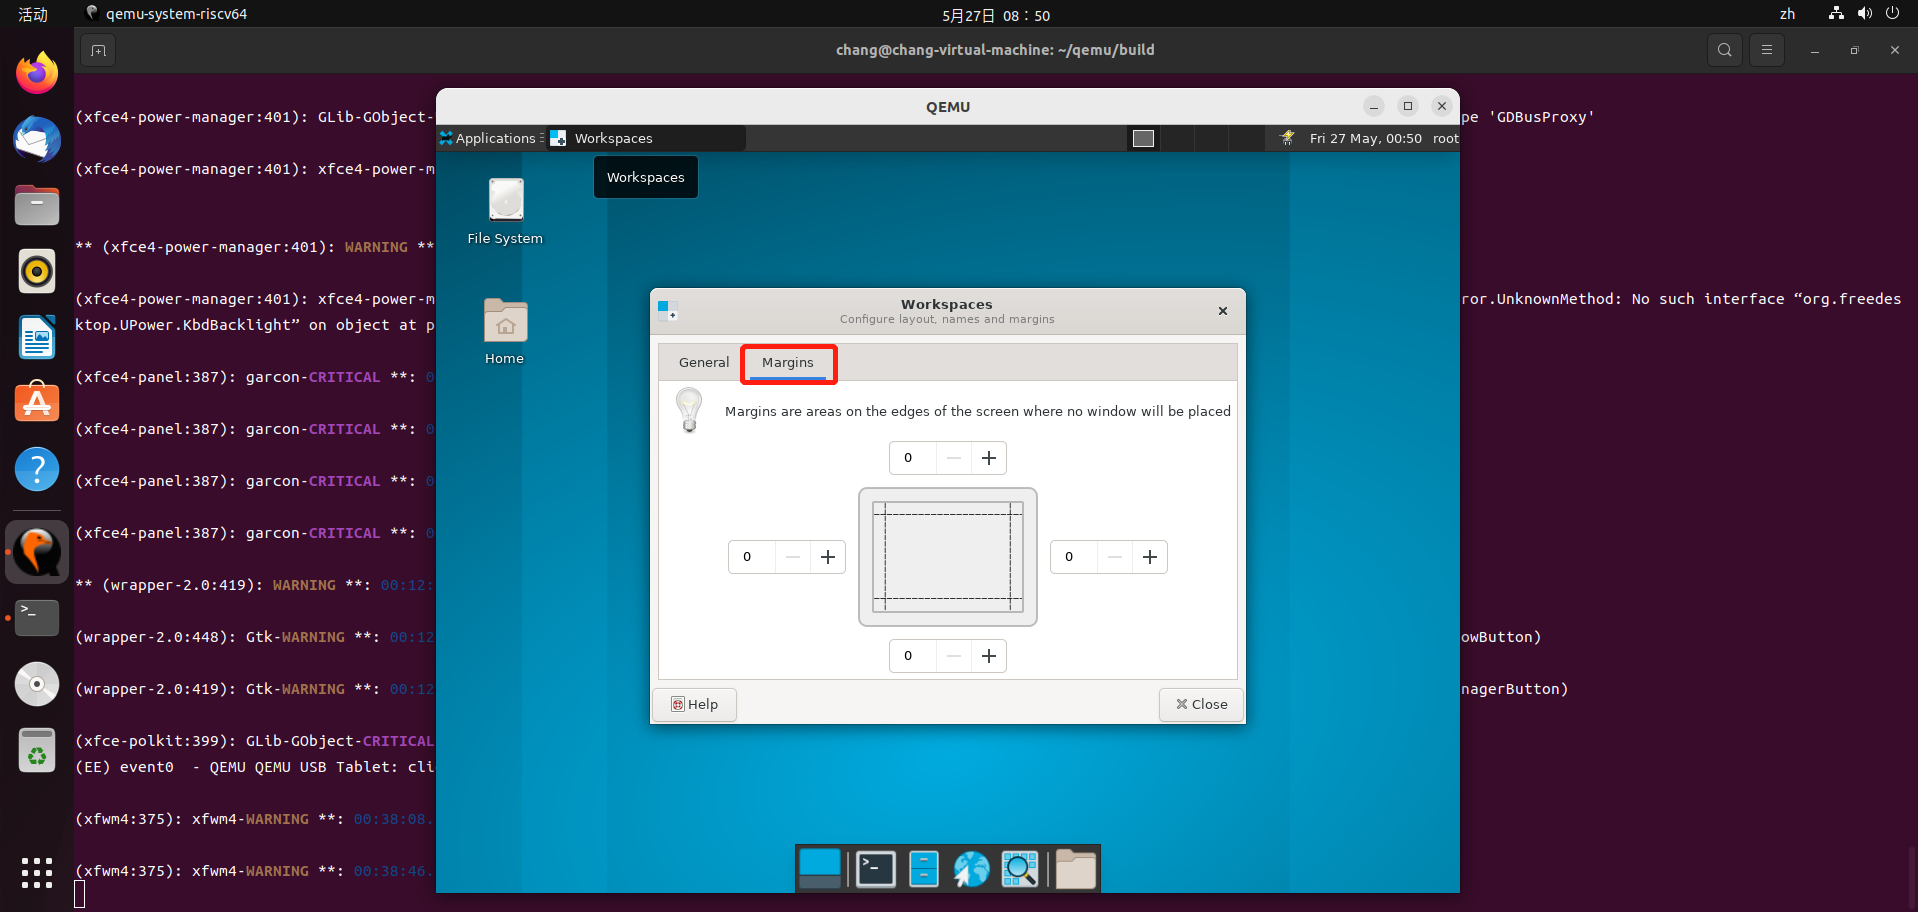 活动
qemu-system-riscv64
5月27日 08：50
zh
chang@chang-virtual-machine: ~/qemu/build
(xfce4-power-manager:401): GLib-GObject-
pe 'GDBusProxy'
(xfce4-power-manager:401): xfce4-power-m
** (xfce4-power-manager:401): WARNING **
(xfce4-power-manager:401): xfce4-power-m
ror.UnknownMethod: No such interface “org.freedes
ktop.UPower.KbdBacklight” on object at p
(xfce4-panel:387): garcon-CRITICAL **: 0
(xfce4-panel:387): garcon-CRITICAL **: 0
(xfce4-panel:387): garcon-CRITICAL **: 0
(xfce4-panel:387): garcon-CRITICAL **: 0
** (wrapper-2.0:419): WARNING **: 00:12:
(wrapper-2.0:448): Gtk-WARNING **: 00:12
owButton)
(wrapper-2.0:419): Gtk-WARNING **: 00:12
nagerButton)
(xfce-polkit:399): GLib-GObject-CRITICAL
(EE) event0  - QEMU QEMU USB Tablet: cli
(xfwm4:375): xfwm4-WARNING **: 00:38:08.
(xfwm4:375): xfwm4-WARNING **: 00:38:46.
QEMU
Applications
Workspaces
Fri 27 May, 00:50
root
Workspaces
File System
Home
Workspaces
Configure layout, names and margins
General
Margins
Margins are areas on the edges of the screen where no window will be placed
0
0
0
0
Help
Close